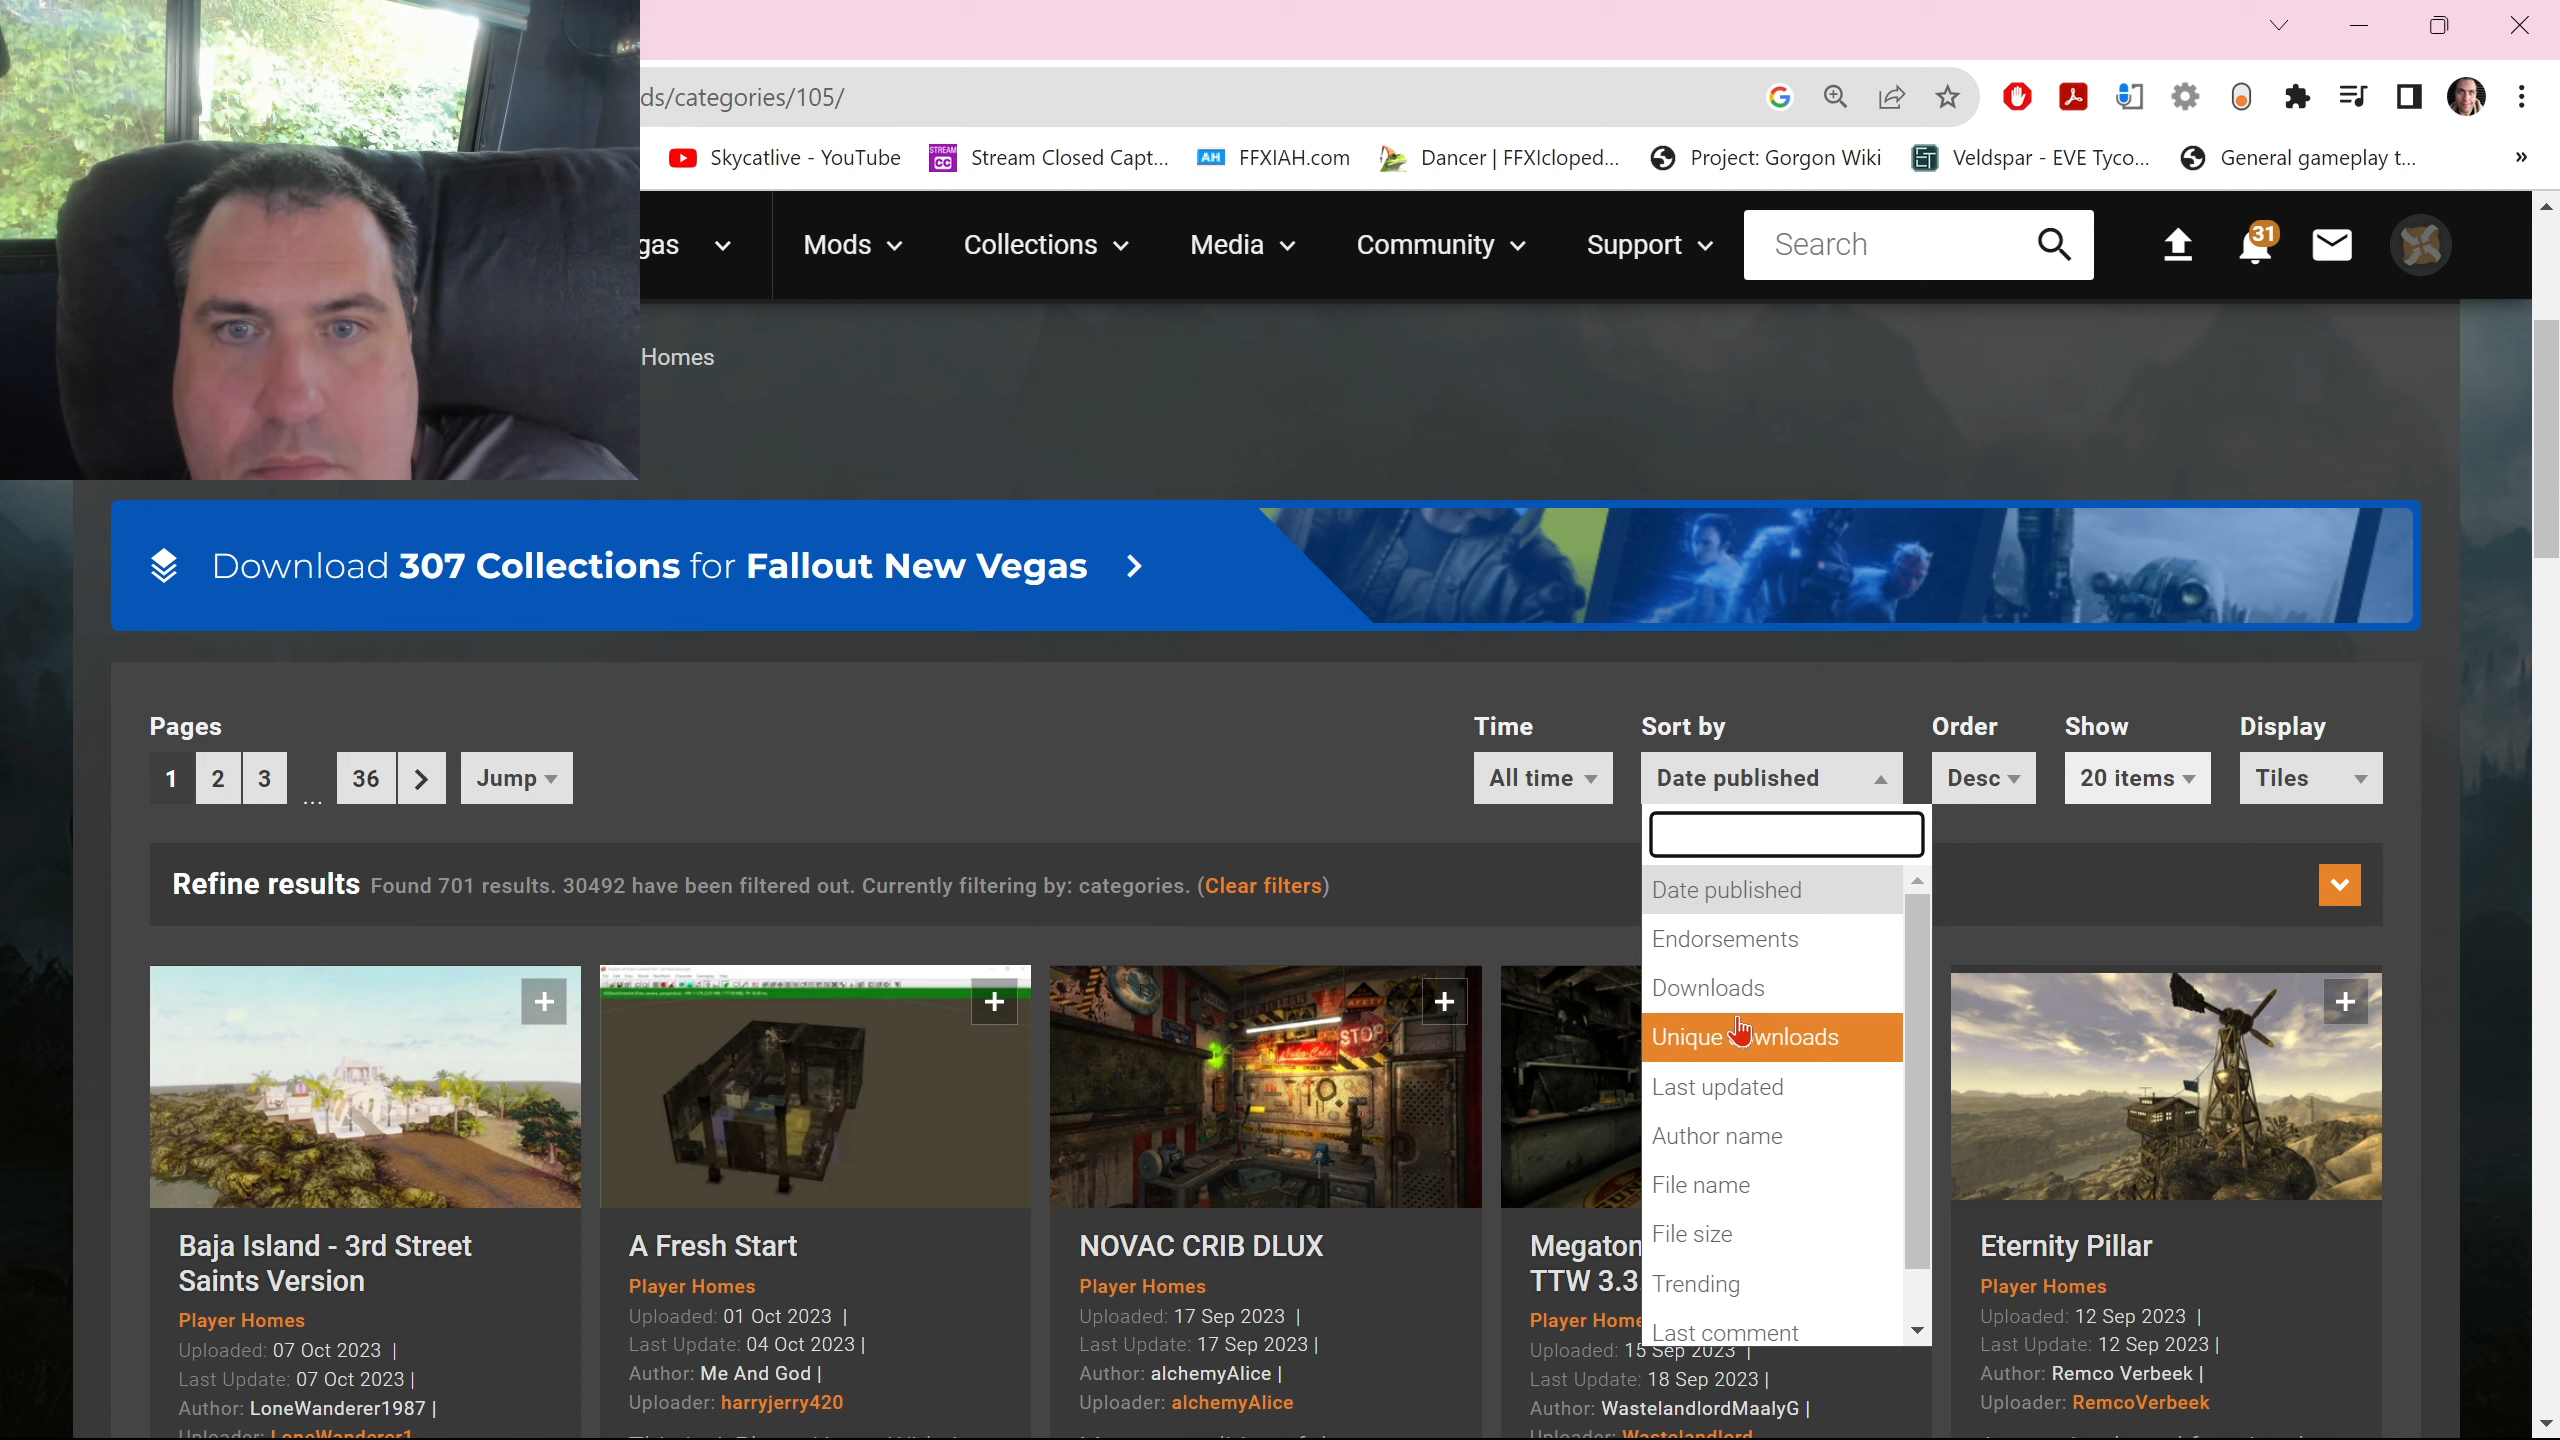 ds/categories/105/
Skycatlive - YouTube
STREAM CC
Stream Closed Capt...
AH
FFXIAH.com
Dancer | FFXIcloped...
Project: Gorgon Wiki
ET
Veldspar - EVE Tyco...
General gameplay t...
»
gas
Mods
Collections
Media
Community
Support
Search
31
Homes
Download 307 Collections for Fallout New Vegas
Pages
1 2 3 ... 36
Jump
Time
All time
Sort by
Date published
Order
Desc
Show
20 items
Display
Tiles
Refine results Found 701 results. 30492 have been filtered out. Currently filtering by: categories. (Clear filters)
Date published
Endorsements
Downloads
Unique wnloads
Last updated
Author name
File name
File size
Trending
Last comment
Baja Island - 3rd Street
Saints Version
Player Homes
Uploaded: 07 Oct 2023 |
Last Update: 07 Oct 2023 |
Author: LoneWanderer1987 |
A Fresh Start
Player Homes
Uploaded: 01 Oct 2023 |
Last Update: 04 Oct 2023 |
Author: Me And God |
Uploader: harryjerry420
STOP
Nuka-Cola
NOVAC CRIB DLUX
Player Homes
Uploaded: 17 Sep 2023 |
Last Update: 17 Sep 2023 |
Author: alchemyAlice |
Uploader: alchemyAlice
Megaton
TTW 3.3
Player Home
Uploaded: 15 Sep 2023 |
Last Update: 18 Sep 2023 |
Author: WastelandlordMaalyG |
Eternity Pillar
Player Homes
Uploaded: 12 Sep 2023 |
Last Update: 12 Sep 2023 |
Author: Remco Verbeek |
Uploader: RemcoVerbeek